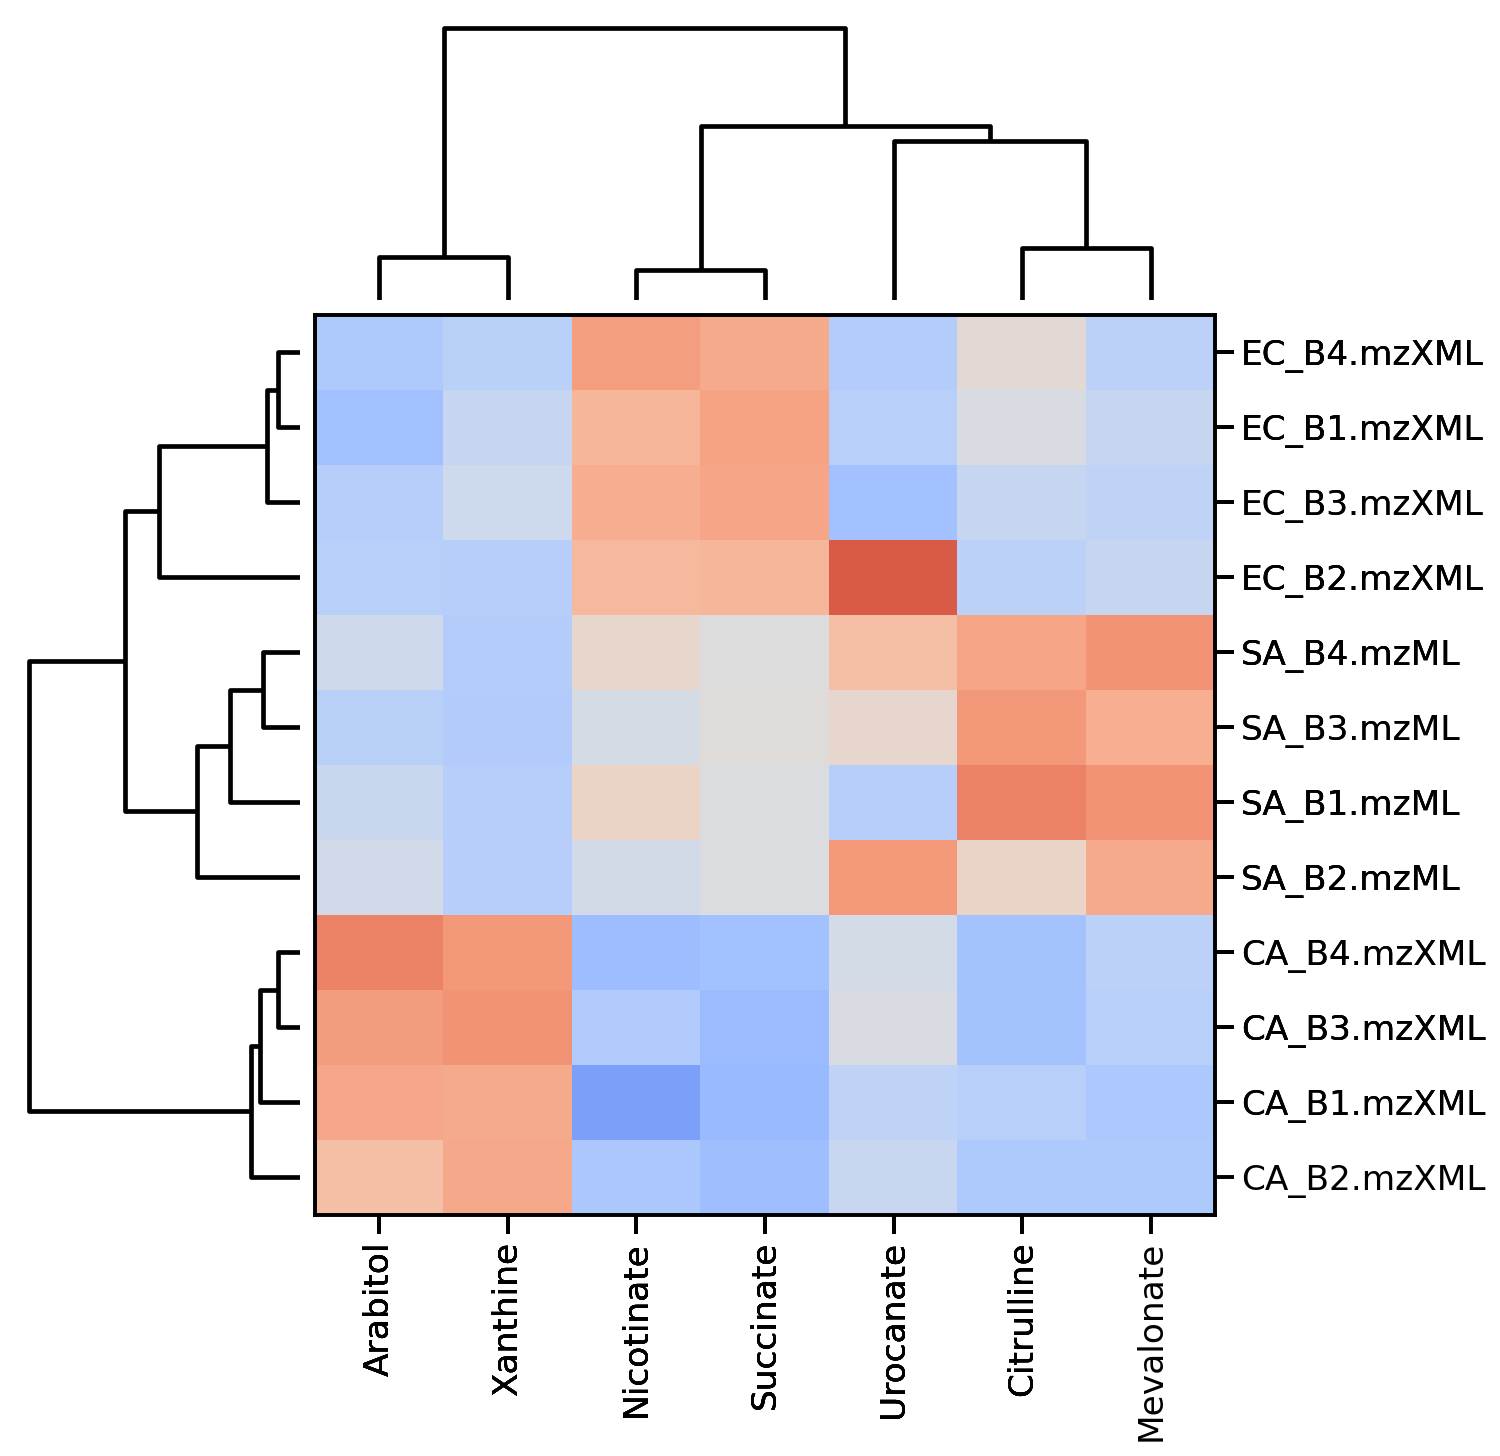 EC_B4.mzXML
EC_B1.mzXML
EC_B3.mzXML
EC_B2.mzXML
SA_B4.mzML
SA_B3.mzML
SA_B1.mzML
SA_B2.mzML
CA_B4.mzXML
CA_B3.mzXML
CA_B1.mzXML
CA_B2.mzXML
Arabitol
Xanthine
Nicotinate
Succinate
Urocanate
Citrulline
Mevalonate